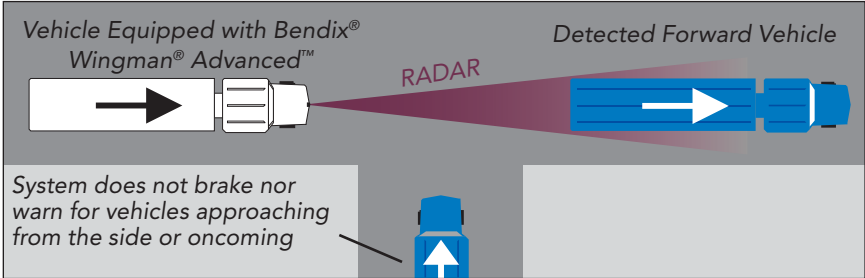 Vehicle Equipped with Bendix®
Wingman® Advanced™
Detected Forward Vehicle
RADAR
System does not brake nor
warn for vehicles approaching
from the side or oncoming